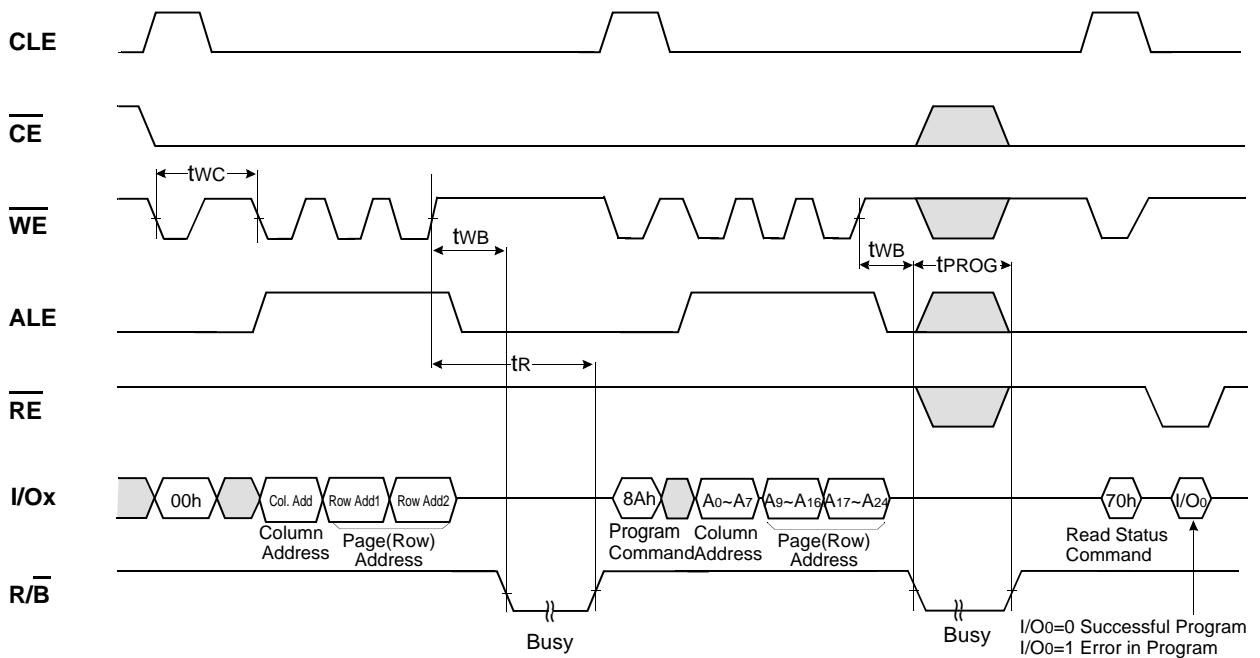 CLE
CE
tWC
WE
tWB
tWB
tPROG
ALE
tR
RE
I/Ox
00h
Col. Add
Row Add1
Row Add2
8Ah
A0~A7
A9~A16
A17~A24
70h
I/O0
Column
Address
Page(Row)
Address
Program
Command
Column
Address
Page(Row)
Address
Read Status
Command
R/B
Busy
Busy
I/O0=0 Successful Program
I/O0=1 Error in Program